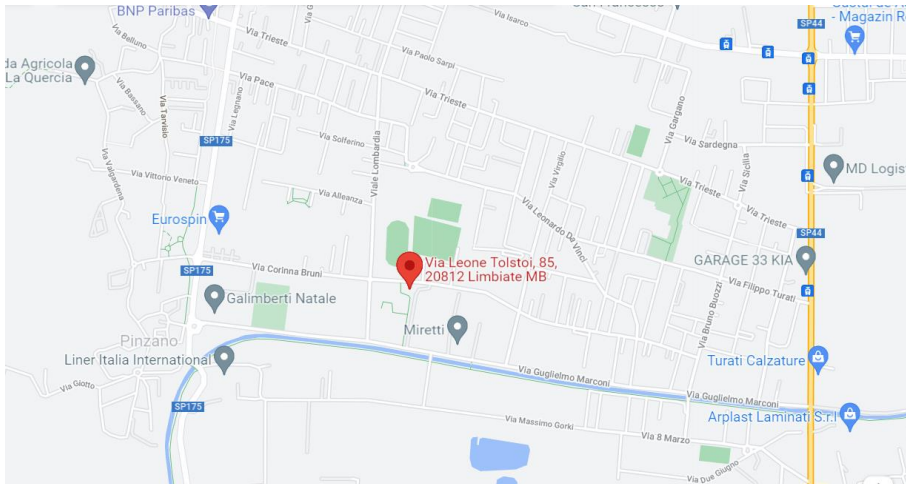 BNP Paribas
Via Trieste
Via Isarco
SP44
- Magazin R
Via Belluno
Via Paolo Sarpi
da Agricola
La Quercia
Via Pace
Via Trieste
Via Bassano
Via Tarvisio
Via Legnano
Via Gargano
SP175
Via Solferino
Via Sardegna
Viale Lombardia
Via Virgilio
Via Sicilia
Via Valgardena
MD Logis
Via Vittorio Veneto
Via Trieste
Via Alleanza
Via Leonardo Da Vinci
Via Trieste
Eurospin
SP44
Via Leone Tolstoi, 85,
20812 Limbiate MB
GARAGE 33 KIA
SP175
Via Corinna Bruni
Via Filippo Turati
Galimberti Natale
Via Bruno Buozzi
Miretti
Pinzano
Liner Italia International
Turati Calzature
Via Giotto
Via Guglielmo Marconi
Via Guglielmo Marconi
SP175
Via Massimo Gorki
Arplast Laminati S.r.l
Via 8 Marzo
Via Due Giugno